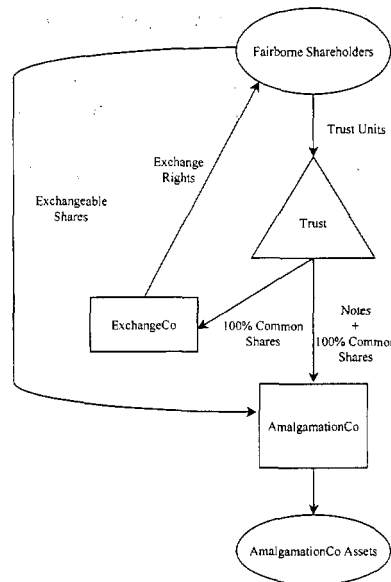 Fairborne Shareholders
Trust Units
Exchange
Rights
Exchangeable
Shares
Trust
ExchangeCo
100% Common
Shares
Notes
+
100% Common
Shares
AmalgamationCo
AmalgamationCo Assets